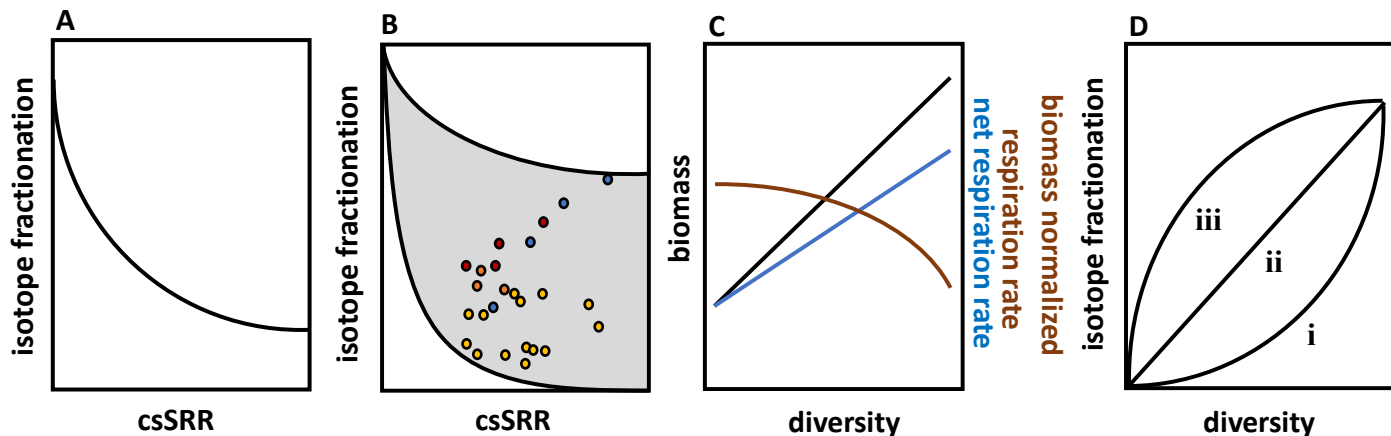 A
isotope fractionation
csSRR
B
isotope fractionation
csSRR
C
biomass
net respiration rate
biomass normalized
respiration rate
diversity
D
isotope fractionation
iii
ii
i
diversity